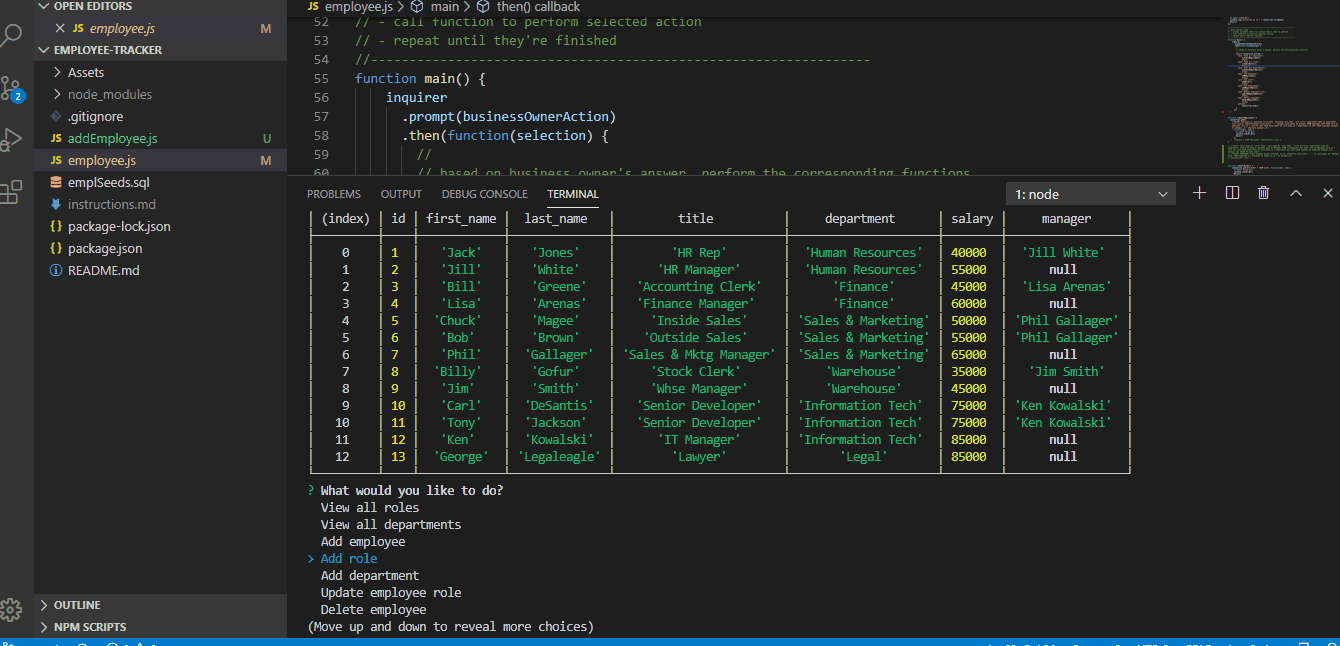 OPEN EDITORS
JS employee.js M
EMPLOYEE-TRACKER
Assets
node_modules
.gitignore
JS addEmployee.js U
JS employee.js M
emplSeeds.sql
instructions.md
{} package-lock.json
{} package.json
README.md
OUTLINE
NPM SCRIPTS
2
JS employee.js > main > then() callback
52 // - call function to perform selected action
53 // - repeat until they're finished
54 //------------------------------------------------------------------
55 function main() {
56 inquirer
57 .prompt(businessOwnerAction)
58 .then(function(selection) {
59 //
// based on business owner's answer, perform the corresponding functions
PROBLEMS OUTPUT DEBUG CONSOLE TERMINAL 1: node
(index) id first_name last_name title department salary manager
0 1 'Jack' 'Jones' 'HR Rep' 'Human Resources' 40000 'Jill White'
1 2 'Jill' 'White' 'HR Manager' 'Human Resources' 55000 null
2 3 'Bill' 'Greene' 'Accounting Clerk' 'Finance' 45000 'Lisa Arenas'
3 4 'Lisa' 'Arenas' 'Finance Manager' 'Finance' 60000 null
4 5 'Chuck' 'Magee' 'Inside Sales' 'Sales & Marketing' 50000 'Phil Gallager'
5 6 'Bob' 'Brown' 'Outside Sales' 'Sales & Marketing' 55000 'Phil Gallager'
6 7 'Phil' 'Gallager' 'Sales & Mktg Manager' 'Sales & Marketing' 65000 null
7 8 'Billy' 'Gofur' 'Stock Clerk' 'Warehouse' 35000 'Jim Smith'
8 9 'Jim' 'Smith' 'Whse Manager' 'Warehouse' 45000 null
9 10 'Carl' 'DeSantis' 'Senior Developer' 'Information Tech' 75000 'Ken Kowalski'
10 11 'Tony' 'Jackson' 'Senior Developer' 'Information Tech' 75000 'Ken Kowalski'
11 12 'Ken' 'Kowalski' 'IT Manager' 'Information Tech' 85000 null
12 13 'George' 'Legaleagle' 'Lawyer' 'Legal' 85000 null
? What would you like to do?
View all roles
View all departments
Add employee
> Add role
Add department
Update employee role
Delete employee
(Move up and down to reveal more choices)